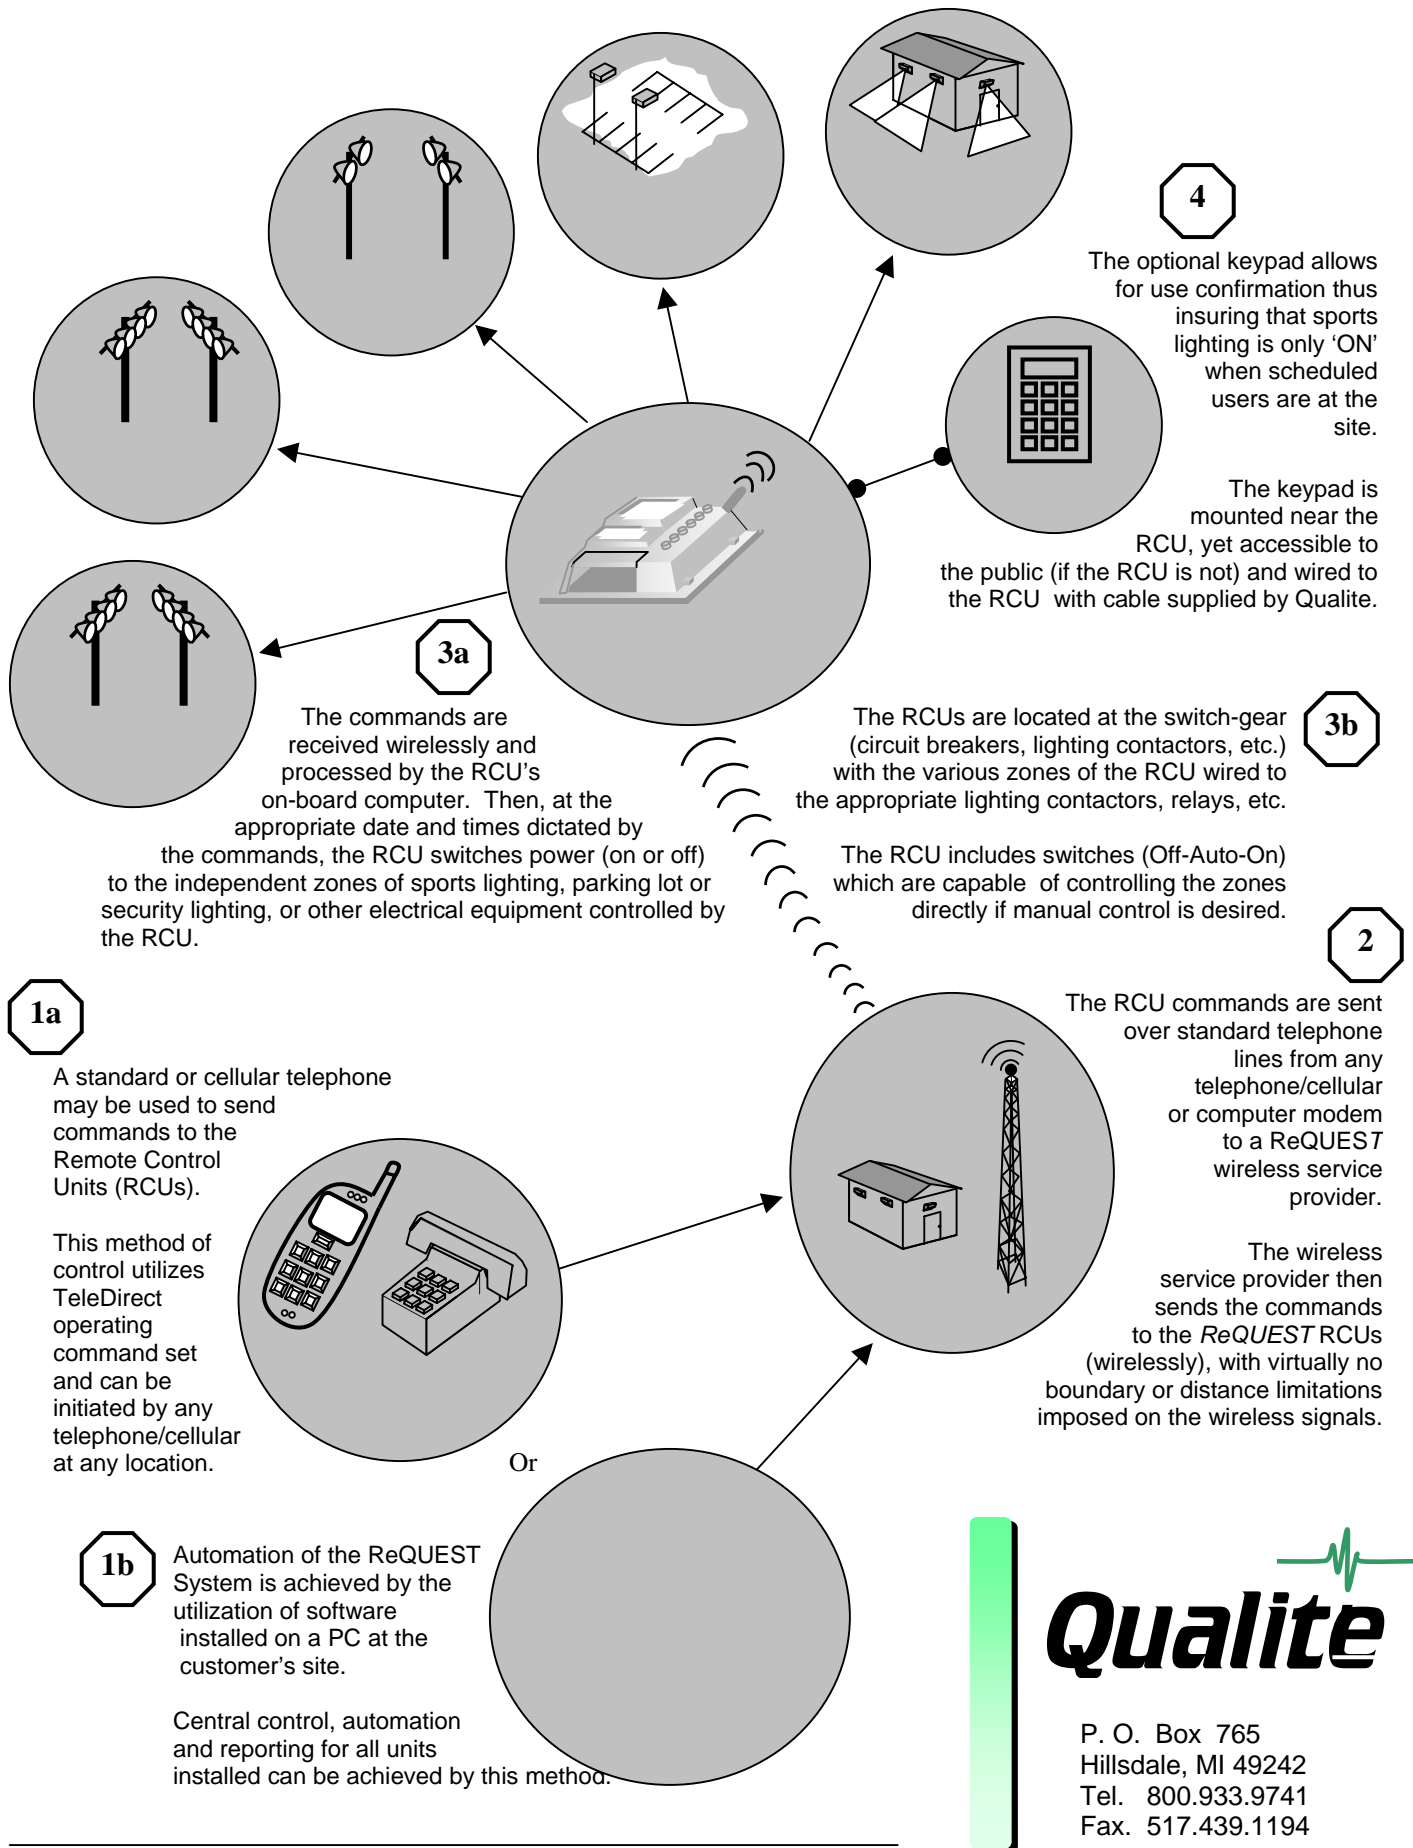 4
The optional keypad allows
for use confirmation thus
insuring that sports
lighting is only ‘ON’
when scheduled
users are at the
site.
The keypad is
mounted near the
RCU, yet accessible to
the public (if the RCU is not) and wired to
the RCU  with cable supplied by Qualite.
3a
The commands are
received wirelessly and
processed by the RCU’s
on-board computer.  Then, at the
appropriate date and times dictated by
the commands, the RCU switches power (on or off)
to the independent zones of sports lighting, parking lot or
security lighting, or other electrical equipment controlled by
the RCU.
3b
The RCUs are located at the switch-gear
(circuit breakers, lighting contactors, etc.)
with the various zones of the RCU wired to
the appropriate lighting contactors, relays, etc.
The RCU includes switches (Off-Auto-On)
which are capable  of controlling the zones
directly if manual control is desired.
2
The RCU commands are sent
over standard telephone
lines from any
telephone/cellular
or computer modem
to a ReQUEST
wireless service
provider.
The wireless
service provider then
sends the commands
to the ReQUEST RCUs
(wirelessly), with virtually no
boundary or distance limitations
imposed on the wireless signals.
1a
A standard or cellular telephone
may be used to send
commands to the
Remote Control
Units (RCUs).
This method of
control utilizes
TeleDirect
operating
command set
and can be
initiated by any
telephone/cellular
at any location.
Or
1b
Automation of the ReQUEST
System is achieved by the
utilization of software
installed on a PC at the
customer’s site.
Central control, automation
and reporting for all units
installed can be achieved by this method.
Qualite
P. O.  Box  765
Hillsdale, MI 49242
Tel.   800.933.9741
Fax.  517.439.1194